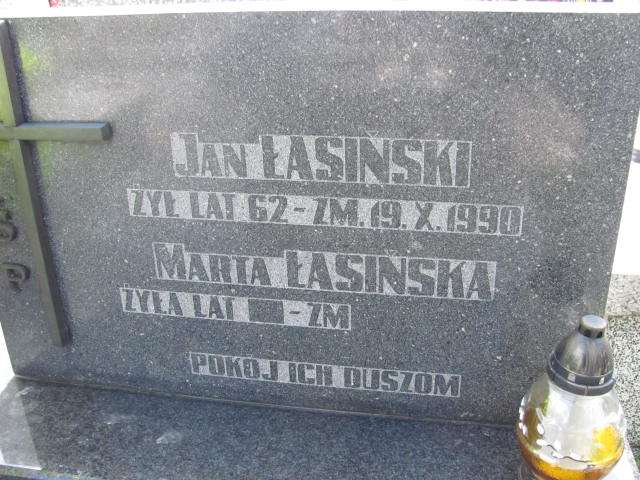 Ś
P
JAN ŁASIŃSKI
ŻYŁ LAT 62 - ZM. 19. X. 1990
MARTA ŁASIŃSKA
ŻYŁA LAT - ZM
POKÓJ ICH DUSZOM